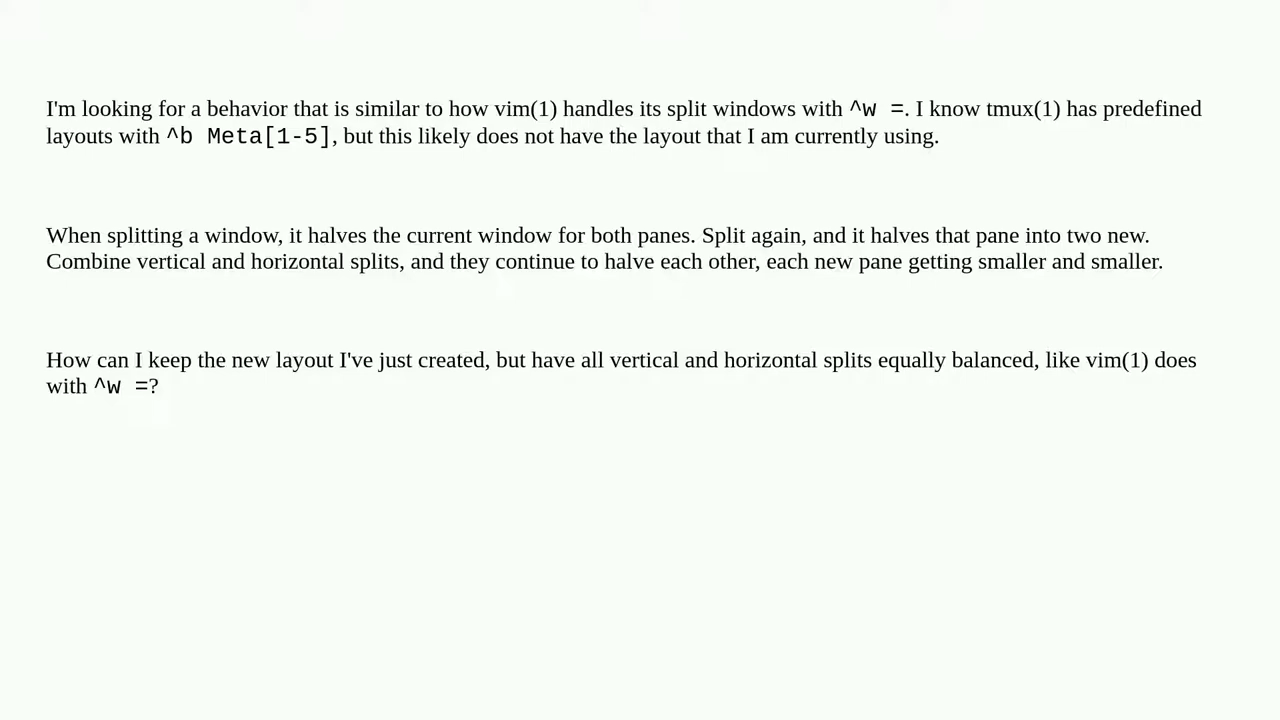 I'm looking for a behavior that is similar to how vim(1) handles its split windows with ^w =. I know tmux(1) has predefined
layouts with ^b Meta[1-5], but this likely does not have the layout that I am currently using.
When splitting a window, it halves the current window for both panes. Split again, and it halves that pane into two new.
Combine vertical and horizontal splits, and they continue to halve each other, each new pane getting smaller and smaller.
How can I keep the new layout I've just created, but have all vertical and horizontal splits equally balanced, like vim(1) does
with ^w =?